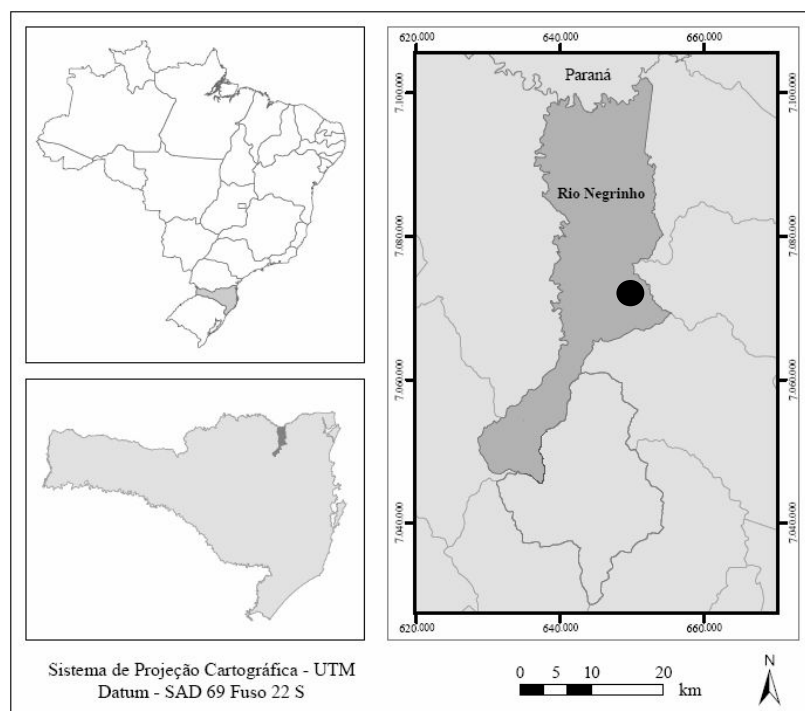 620.000 640.000 660.000
Paraná
Rio Negrinho
7.100.000 7.100.000
7.080.000 7.080.000
7.060.000 7.060.000
7.040.000 7.040.000
620.000 640.000 660.000
Sistema de Projeção Cartográfica - UTM
Datum - SAD 69 Fuso 22 S
0 5 10 20
km
N